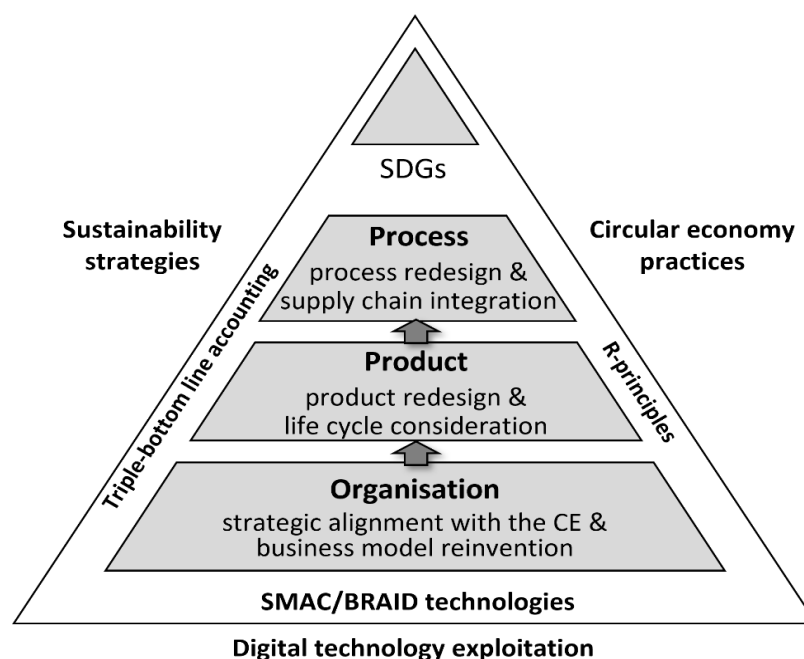 SDGs
Sustainability
strategies
Circular economy
practices
Process
process redesign &
supply chain integration
Triple-bottom line accounting
R-principles
Product
product redesign &
life cycle consideration
Organisation
strategic alignment with the CE &
business model reinvention
SMAC/BRAID technologies
Digital technology exploitation